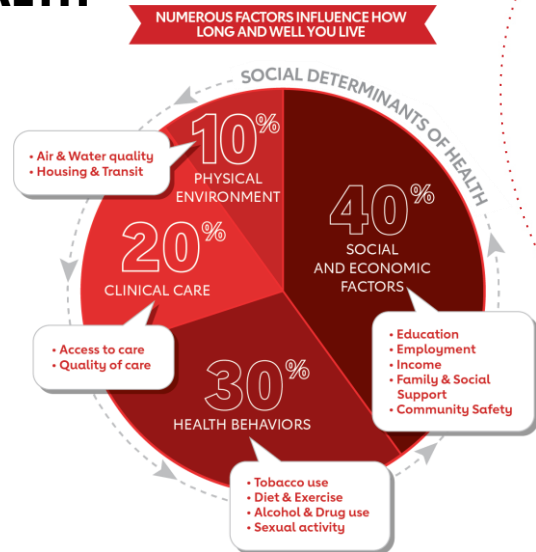 NUMEROUS FACTORS INFLUENCE HOW
LONG AND WELL YOU LIVE
SOCIAL DETERMINANTS OF HEALTH
10%
PHYSICAL
ENVIRONMENT
• Air & Water quality
• Housing & Transit
40%
SOCIAL
AND ECONOMIC
FACTORS
20%
CLINICAL CARE
• Education
• Employment
• Income
• Family & Social
Support
• Community Safety
• Access to care
• Quality of care
30%
HEALTH BEHAVIORS
• Tobacco use
• Diet & Exercise
• Alcohol & Drug use
• Sexual activity